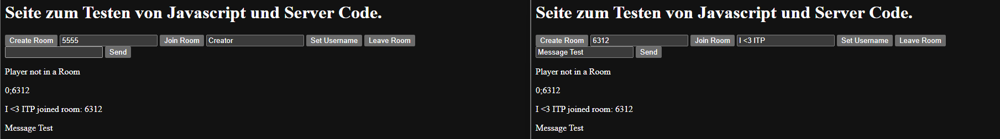 Seite zum Testen von Javascript und Server Code.
Create Room 5555 Join Room Creator Set Username Leave Room
Send
Player not in a Room
0;6312
I <3 ITP joined room: 6312
Message Test
Seite zum Testen von Javascript und Server Code.
Create Room 6312 Join Room I <3 ITP Set Username Leave Room
Message Test Send
Player not in a Room
0;6312
I <3 ITP joined room: 6312
Message Test